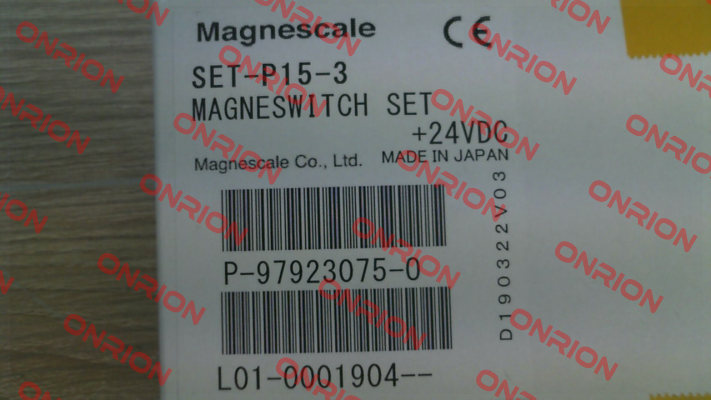 Magnescale CE
SET-P15-3
MAGNESWITCH SET
+24VDC
Magnescale Co., Ltd. MADE IN JAPAN
P-97923075-0
L01-0001904--
D190322V03
ONRION